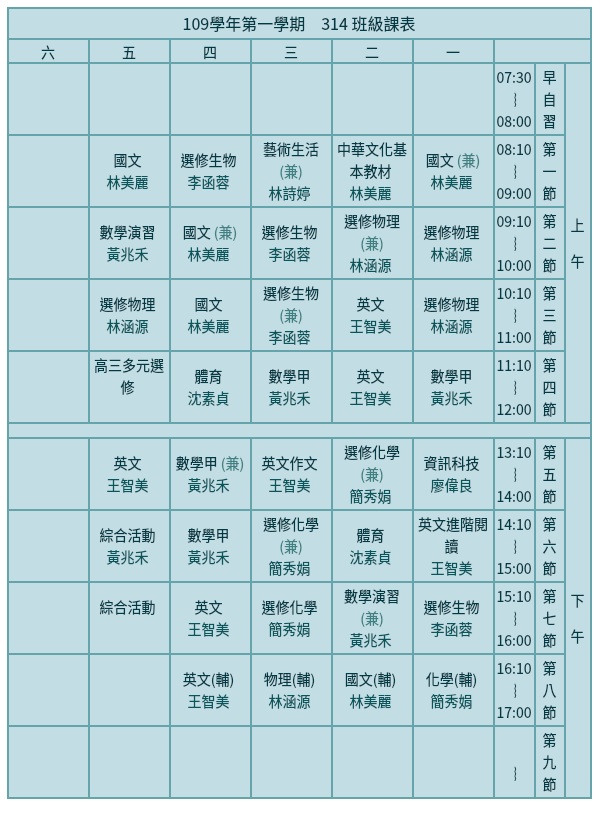 109學年第一學期　314 班級課表
六 五 四 三 二 一
07:30
~
08:00
早
自
習
上
午
國文
林美麗
選修生物
李函蓉
藝術生活
(兼)
林詩婷
中華文化基
本教材
林美麗
國文 (兼)
林美麗
08:10
~
09:00
第
一
節
數學演習
黃兆禾
國文 (兼)
林美麗
選修生物
李函蓉
選修物理
(兼)
林涵源
選修物理
林涵源
09:10
~
10:00
第
二
節
選修物理
林涵源
國文
林美麗
選修生物
(兼)
李函蓉
英文
王智美
選修物理
林涵源
10:10
~
11:00
第
三
節
高三多元選
修
體育
沈素貞
數學甲
黃兆禾
英文
王智美
數學甲
黃兆禾
11:10
~
12:00
第
四
節
英文
王智美
數學甲 (兼)
黃兆禾
英文作文
王智美
選修化學
(兼)
簡秀娟
資訊科技
廖偉良
13:10
~
14:00
第
五
節
下
午
綜合活動
黃兆禾
數學甲
黃兆禾
選修化學
(兼)
簡秀娟
體育
沈素貞
英文進階閱
讀
王智美
14:10
~
15:00
第
六
節
綜合活動
英文
王智美
選修化學
簡秀娟
數學演習
(兼)
黃兆禾
選修生物
李函蓉
15:10
~
16:00
第
七
節
英文(輔)
王智美
物理(輔)
林涵源
國文(輔)
林美麗
化學(輔)
簡秀娟
16:10
~
17:00
第
八
節
~
第
九
節